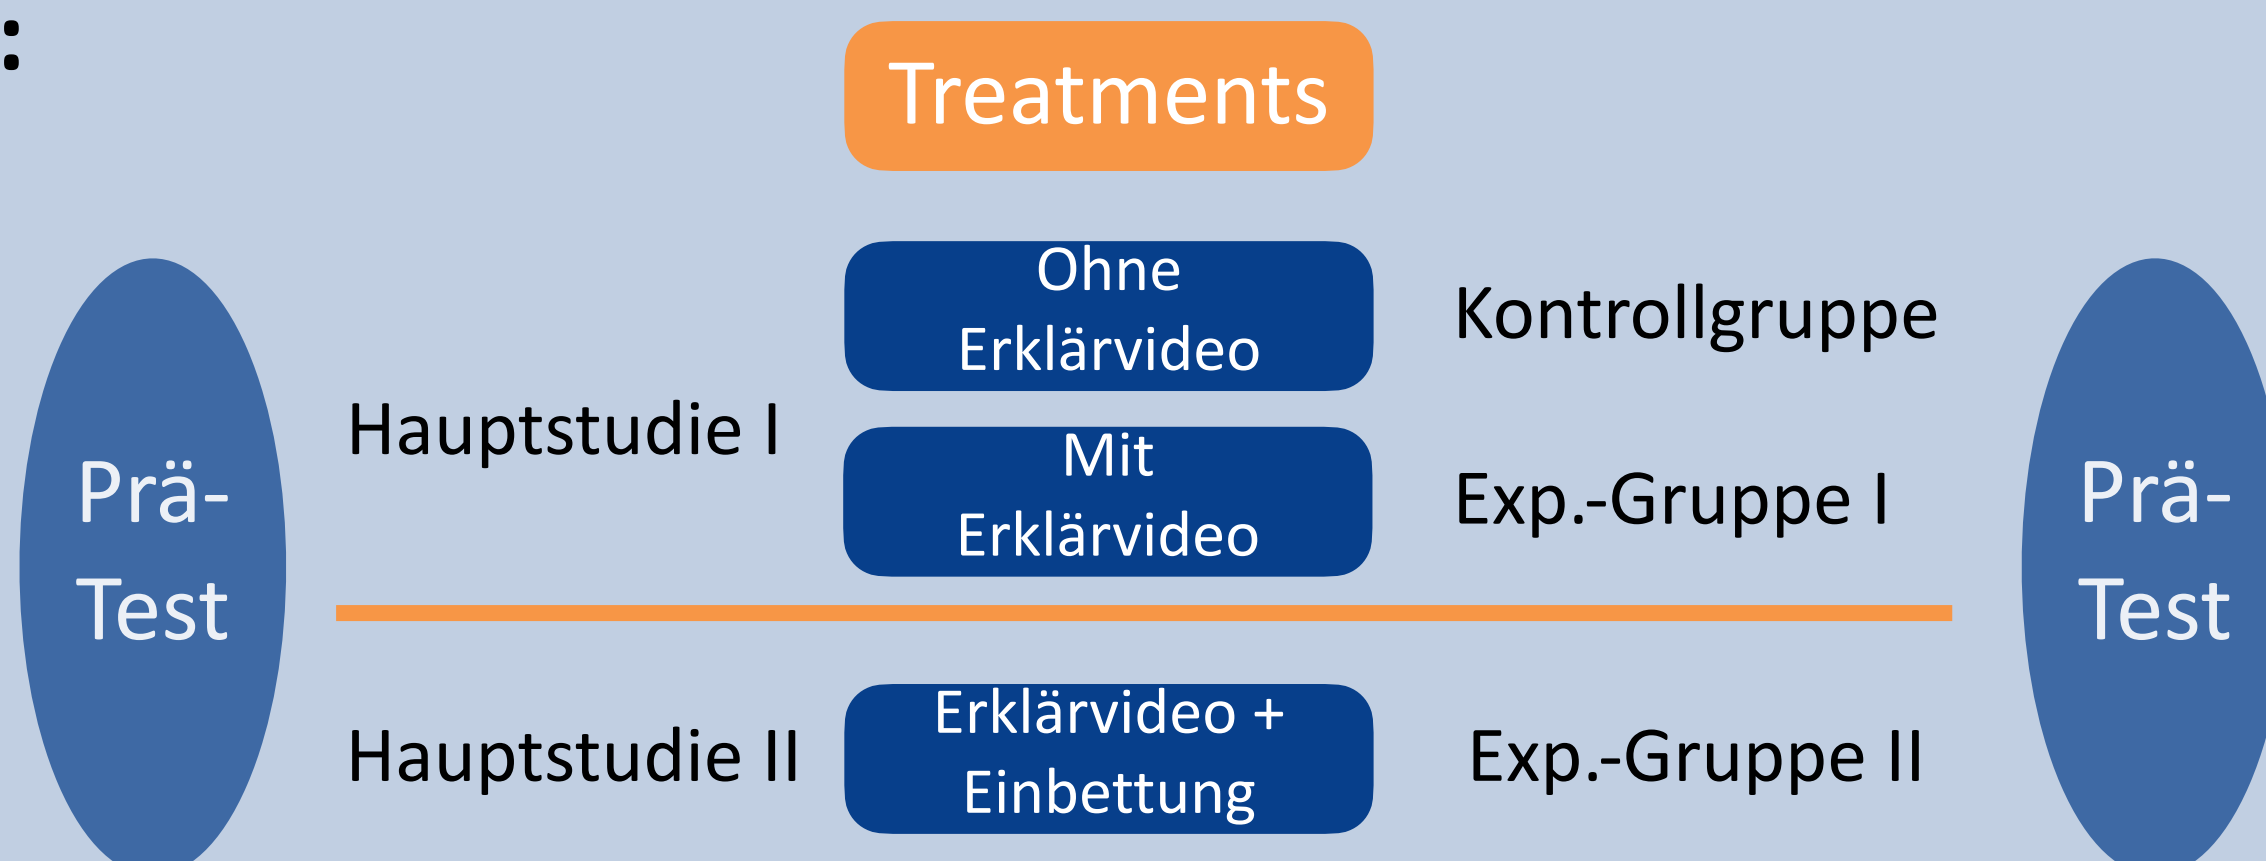 :
Treatments
Prä-
Test
Hauptstudie I
Ohne
Erklärvideo
Kontrollgruppe
Mit
Erklärvideo
Exp.-Gruppe I
Hauptstudie II
Erklärvideo +
Einbettung
Exp.-Gruppe II
Prä-
Test